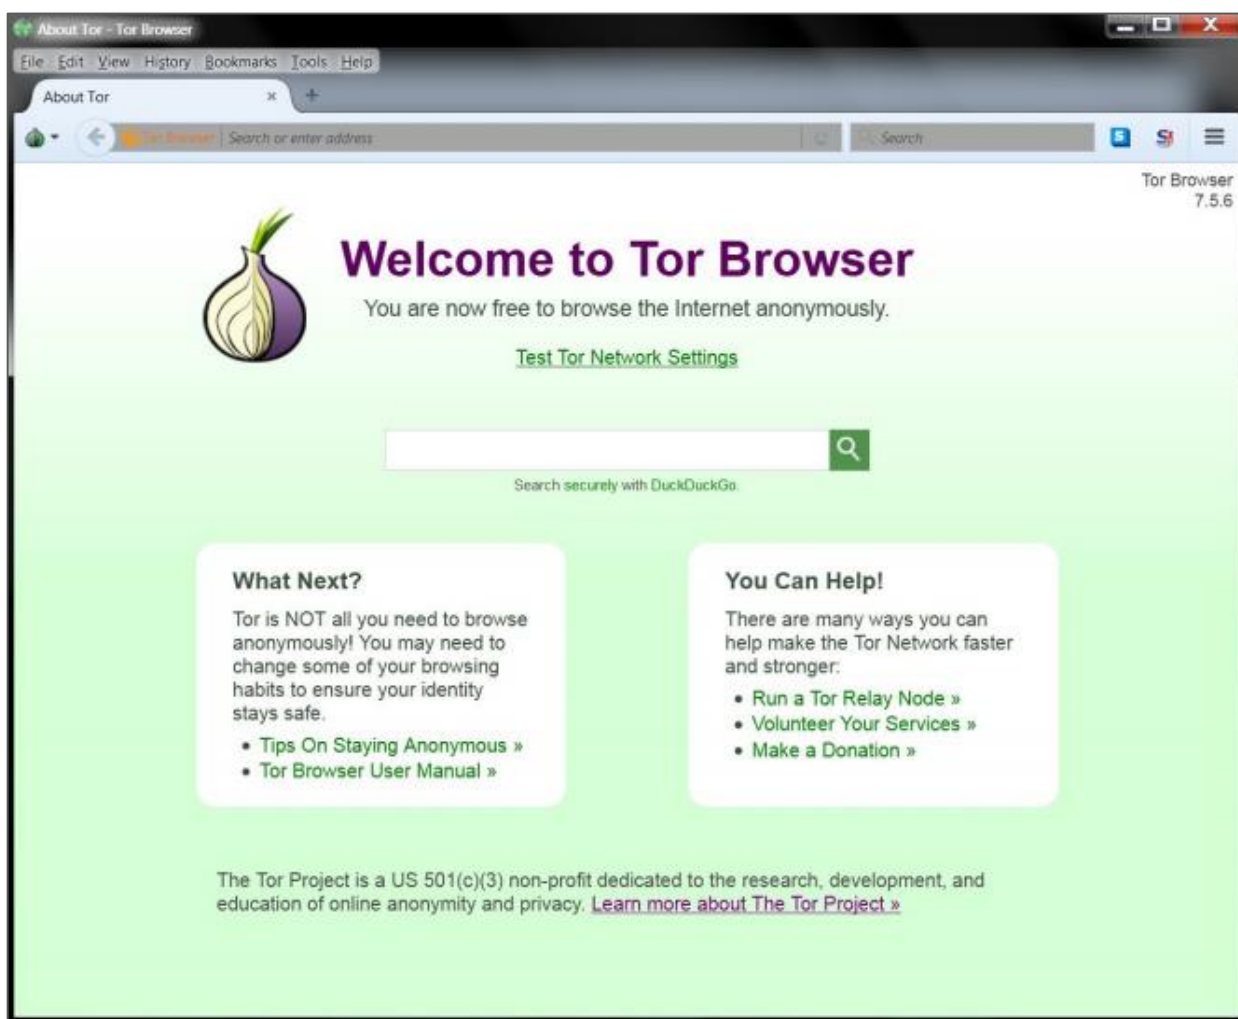 About Tor - Tor Browser
File Edit View History Bookmarks Tools Help
About Tor
Tor Browser Search or enter address Search
Tor Browser
7.5.6
Welcome to Tor Browser
You are now free to browse the Internet anonymously.
Test Tor Network Settings
Search securely with DuckDuckGo.
What Next?
Tor is NOT all you need to browse
anonymously! You may need to
change some of your browsing
habits to ensure your identity
stays safe.
• Tips On Staying Anonymous »
• Tor Browser User Manual »
You Can Help!
There are many ways you can
help make the Tor Network faster
and stronger:
• Run a Tor Relay Node »
• Volunteer Your Services »
• Make a Donation »
The Tor Project is a US 501(c)(3) non-profit dedicated to the research, development, and
education of online anonymity and privacy. Learn more about The Tor Project »